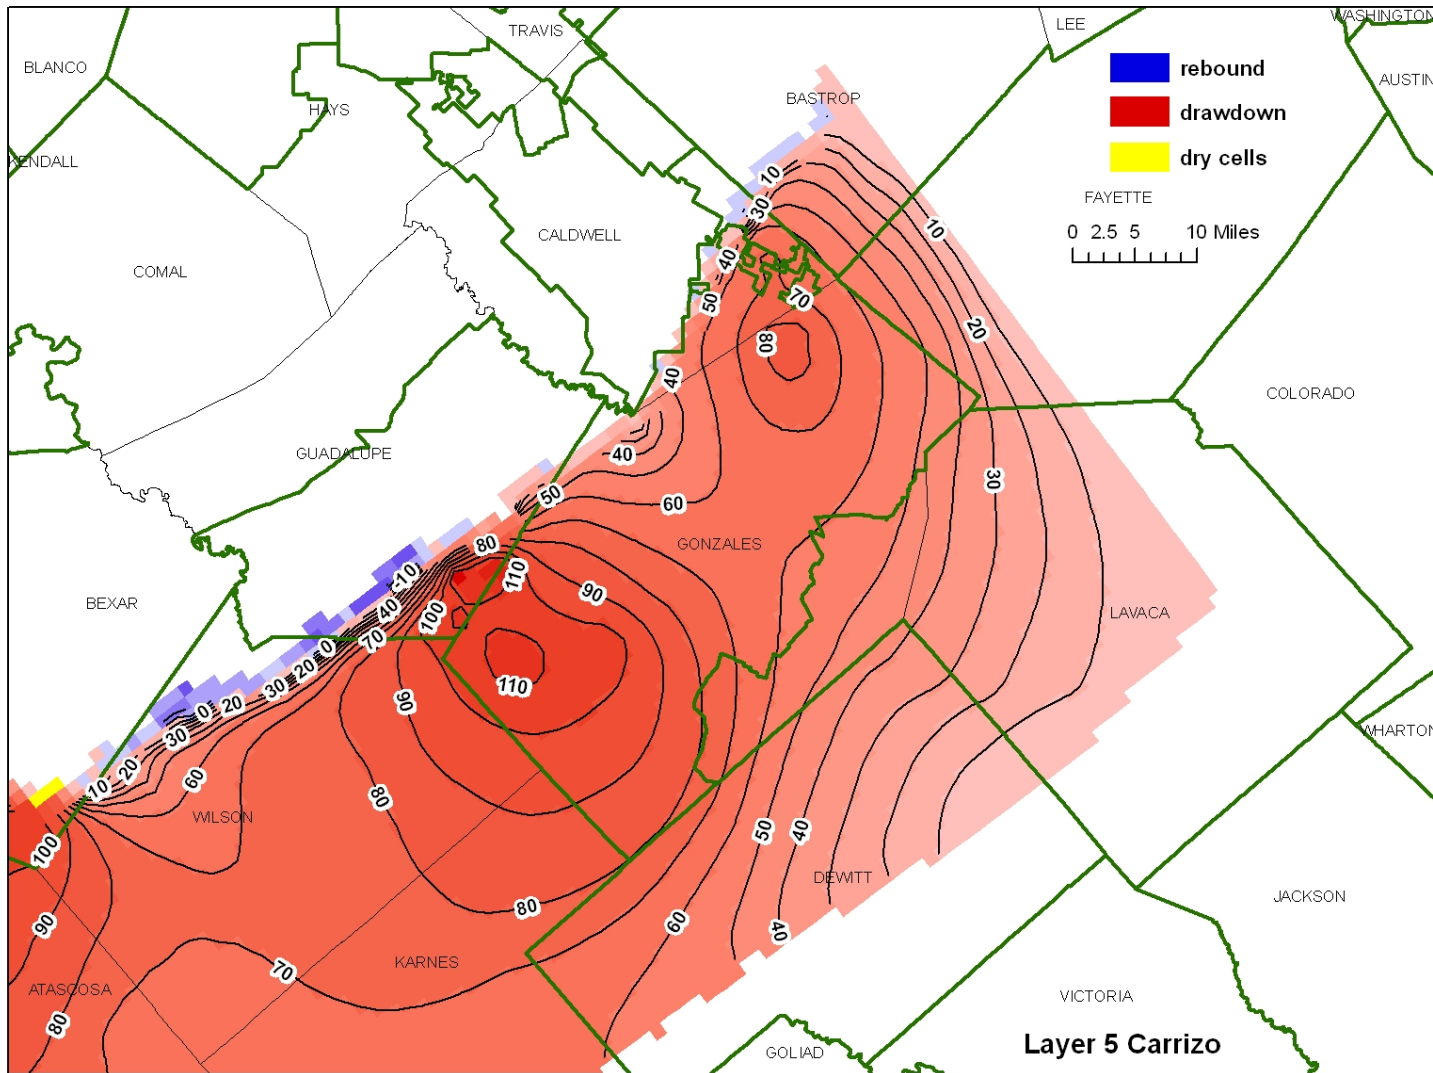 WASHINGTON
TRAVIS
LEE
BLANCO
rebound
AUSTIN
BASTROP
HAYS
drawdown
KENDALL
dry cells
10
FAYETTE
30
10
0 2.5 5 10 Miles
CALDWELL
40
COMAL
70
50
20
80
40
COLORADO
GUADALUPE
40
30
50
60
80
GONZALES
-10
110
90
BEXAR
40
100
LAVACA
70
0
20
30
110
90
20
0
30
WHARTON
20
60
10
80
WILSON
50
40
100
DEWITT
JACKSON
80
90
60
40
KARNES
70
ATASCOSA
VICTORIA
80
Layer 5 Carrizo
GOLIAD